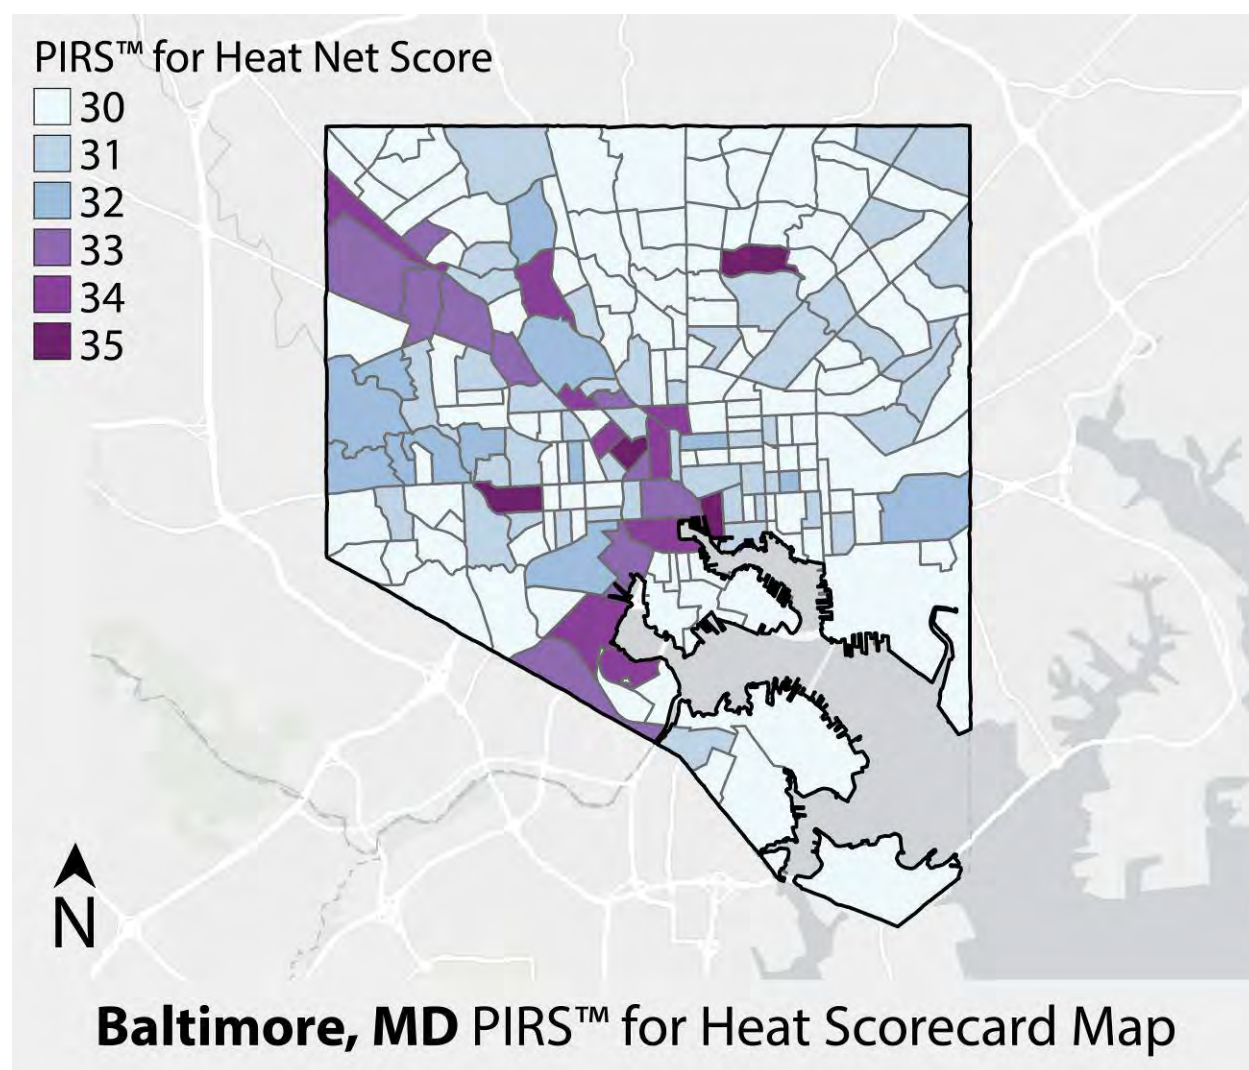 PIRS™ for Heat Net Score
30
31
32
33
34
35
N
Baltimore, MD PIRS™ for Heat Scorecard Map